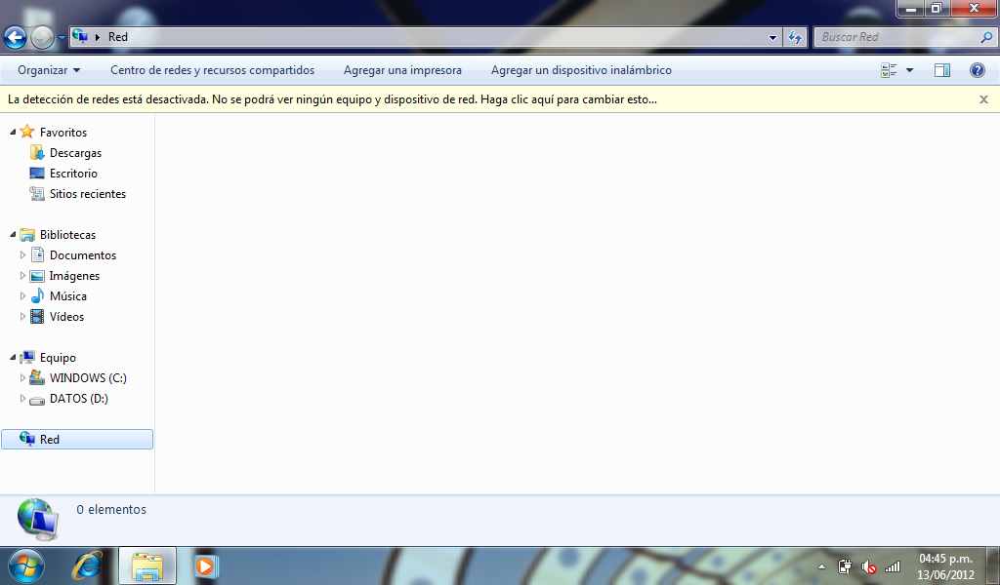 Red
Buscar Red
Organizar
Centro de redes y recursos compartidos
Agregar una impresora
Agregar un dispositivo inalámbrico
La detección de redes está desactivada. No se podrá ver ningún equipo y dispositivo de red. Haga clic aquí para cambiar esto...
Favoritos
Descargas
Escritorio
Sitios recientes
Bibliotecas
Documentos
Imágenes
Música
Vídeos
Equipo
WINDOWS (C:)
DATOS (D:)
Red
0 elementos
04:45 p.m.
13/06/2012